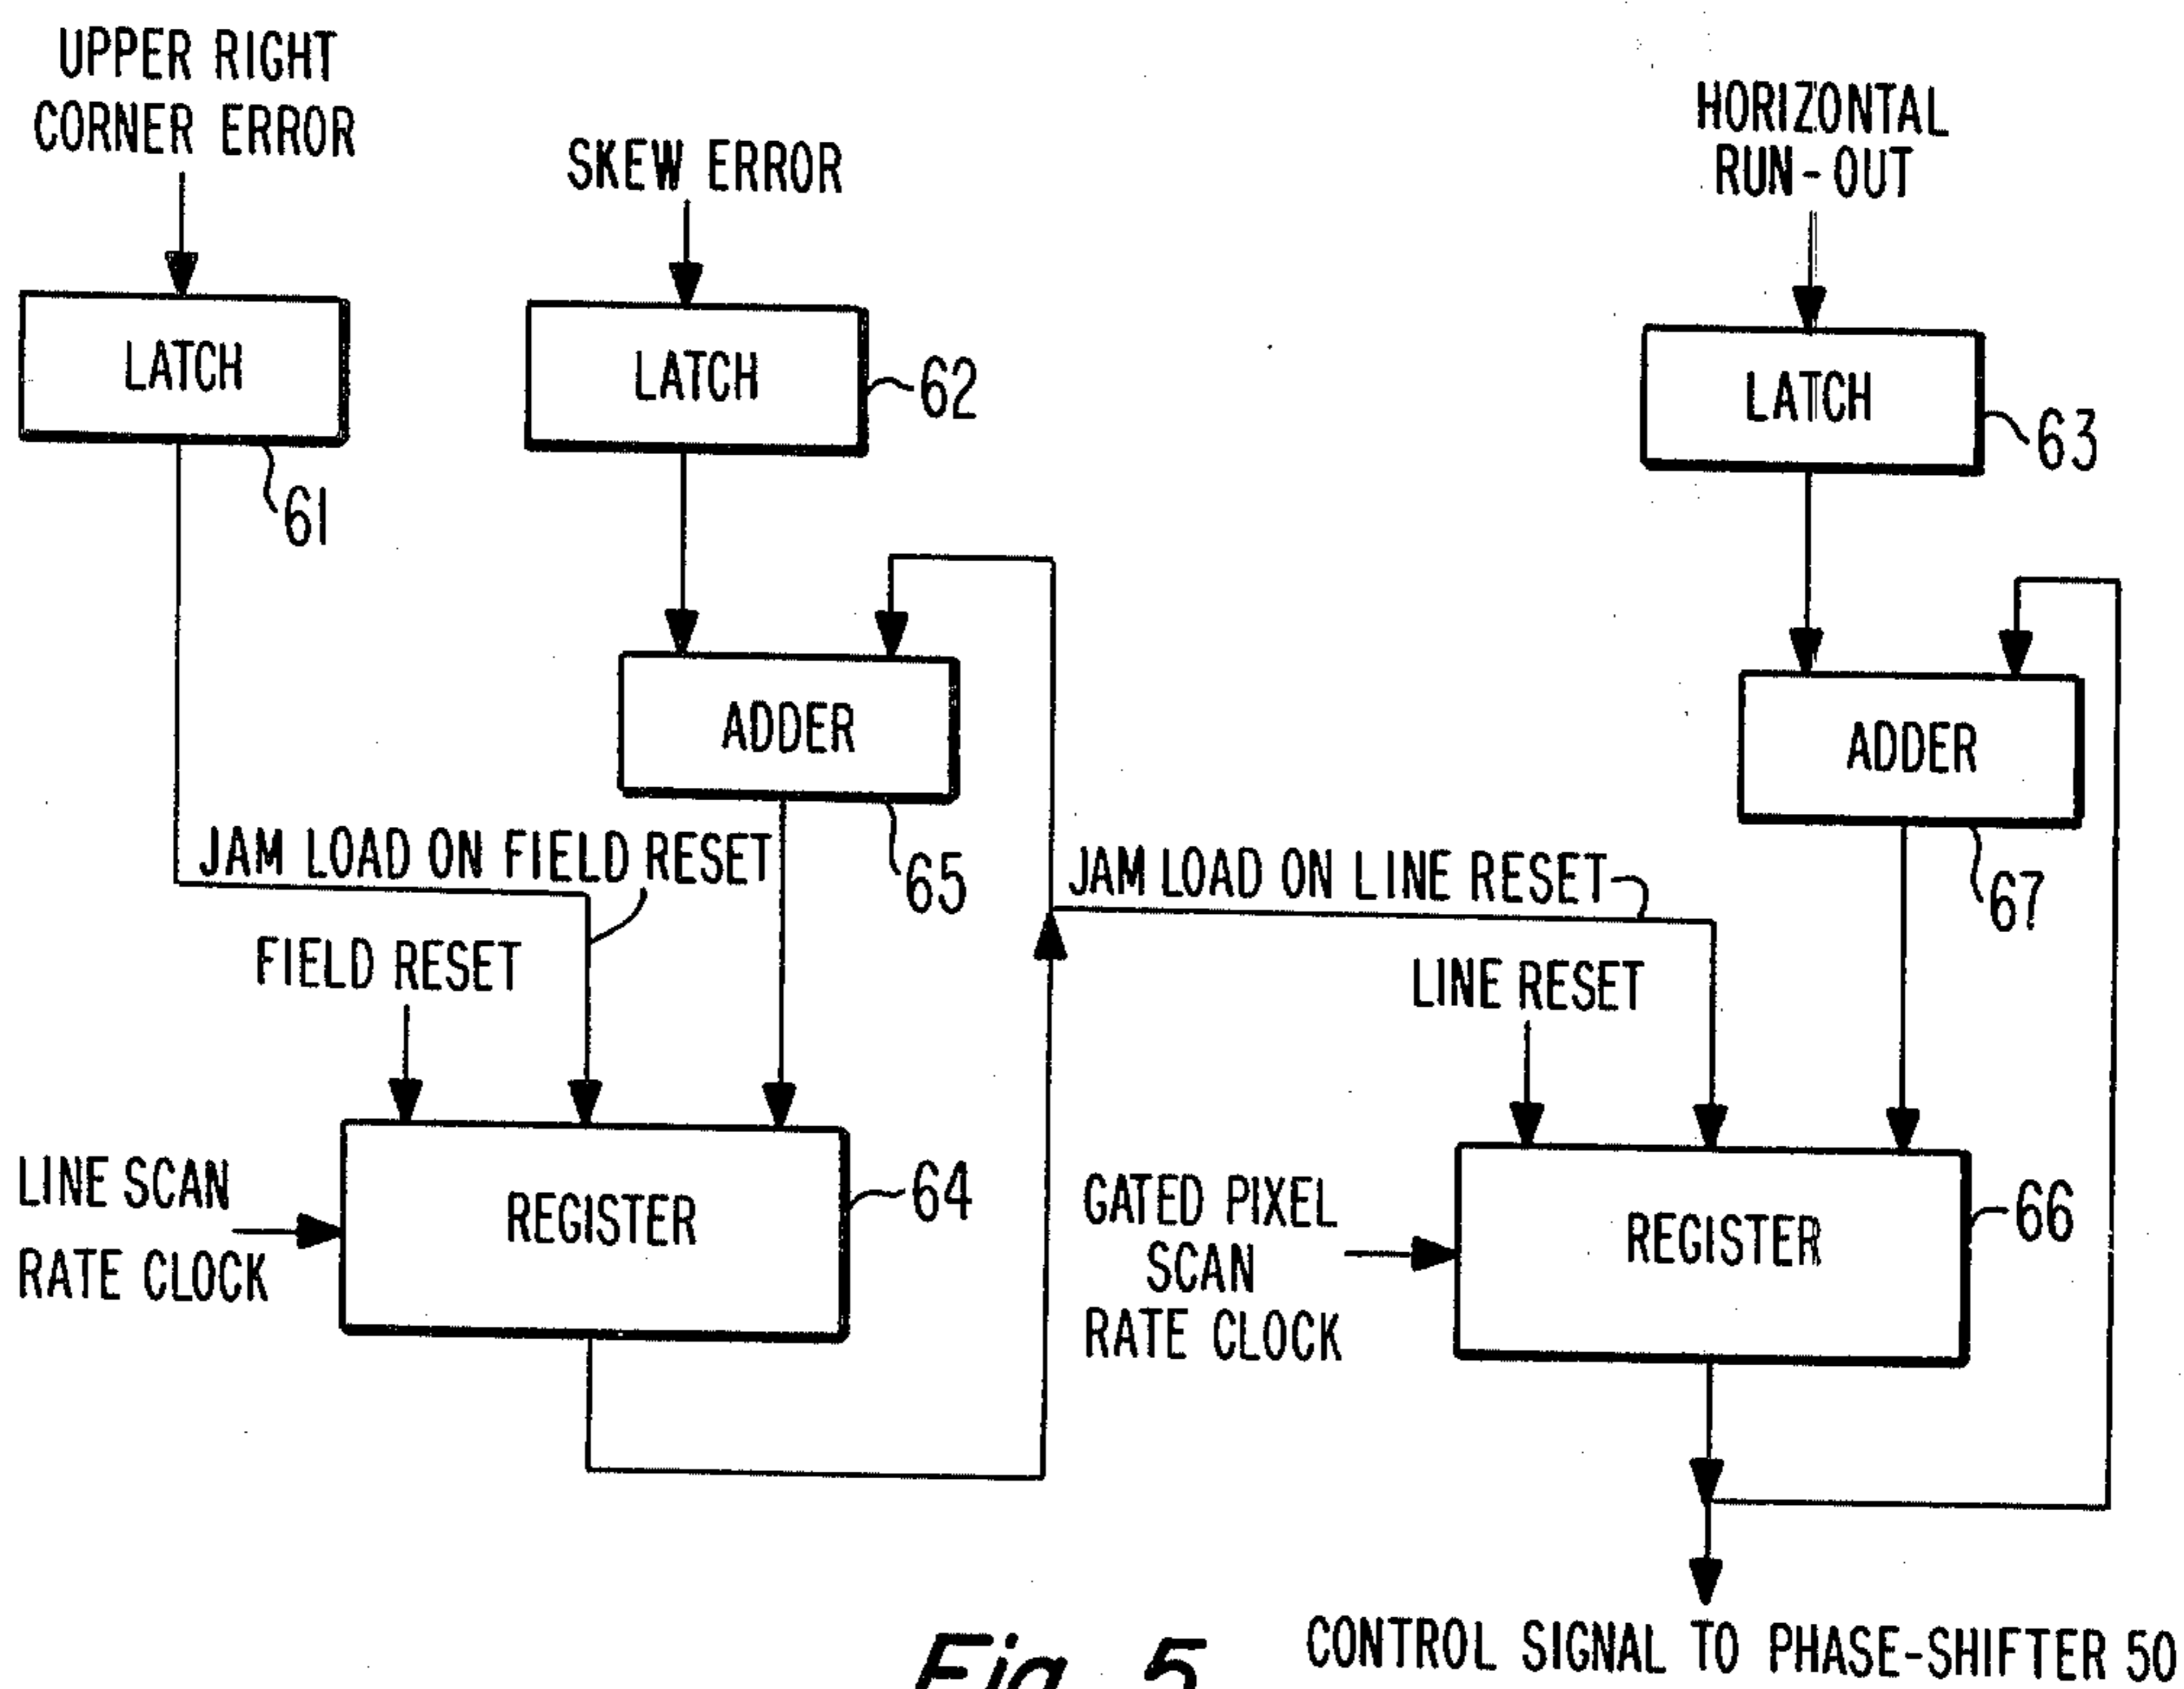 UPPER RIGHT
CORNER ERROR
SKEW ERROR
HORIZONTAL
RUN-OUT
LATCH
61
LATCH
62
LATCH
63
ADDER
65
ADDER
67
JAM LOAD ON FIELD RESET
JAM LOAD ON LINE RESET
FIELD RESET
LINE RESET
LINE SCAN
RATE CLOCK
REGISTER
64
GATED PIXEL
SCAN
RATE CLOCK
REGISTER
66
Fig. 5
CONTROL SIGNAL TO PHASE-SHIFTER 50